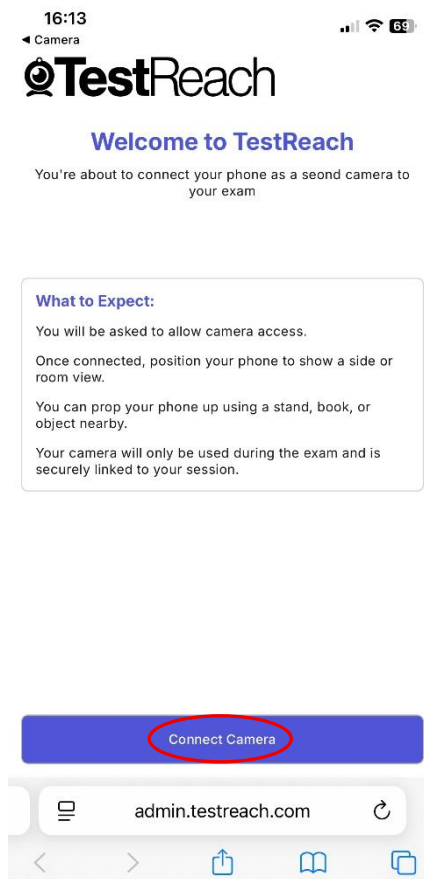 16:13
69
◀ Camera
TestReach
Welcome to TestReach
You're about to connect your phone as a seond camera to
your exam
What to Expect:
You will be asked to allow camera access.
Once connected, position your phone to show a side or
room view.
You can prop your phone up using a stand, book, or
object nearby.
Your camera will only be used during the exam and is
securely linked to your session.
Connect Camera
admin.testreach.com